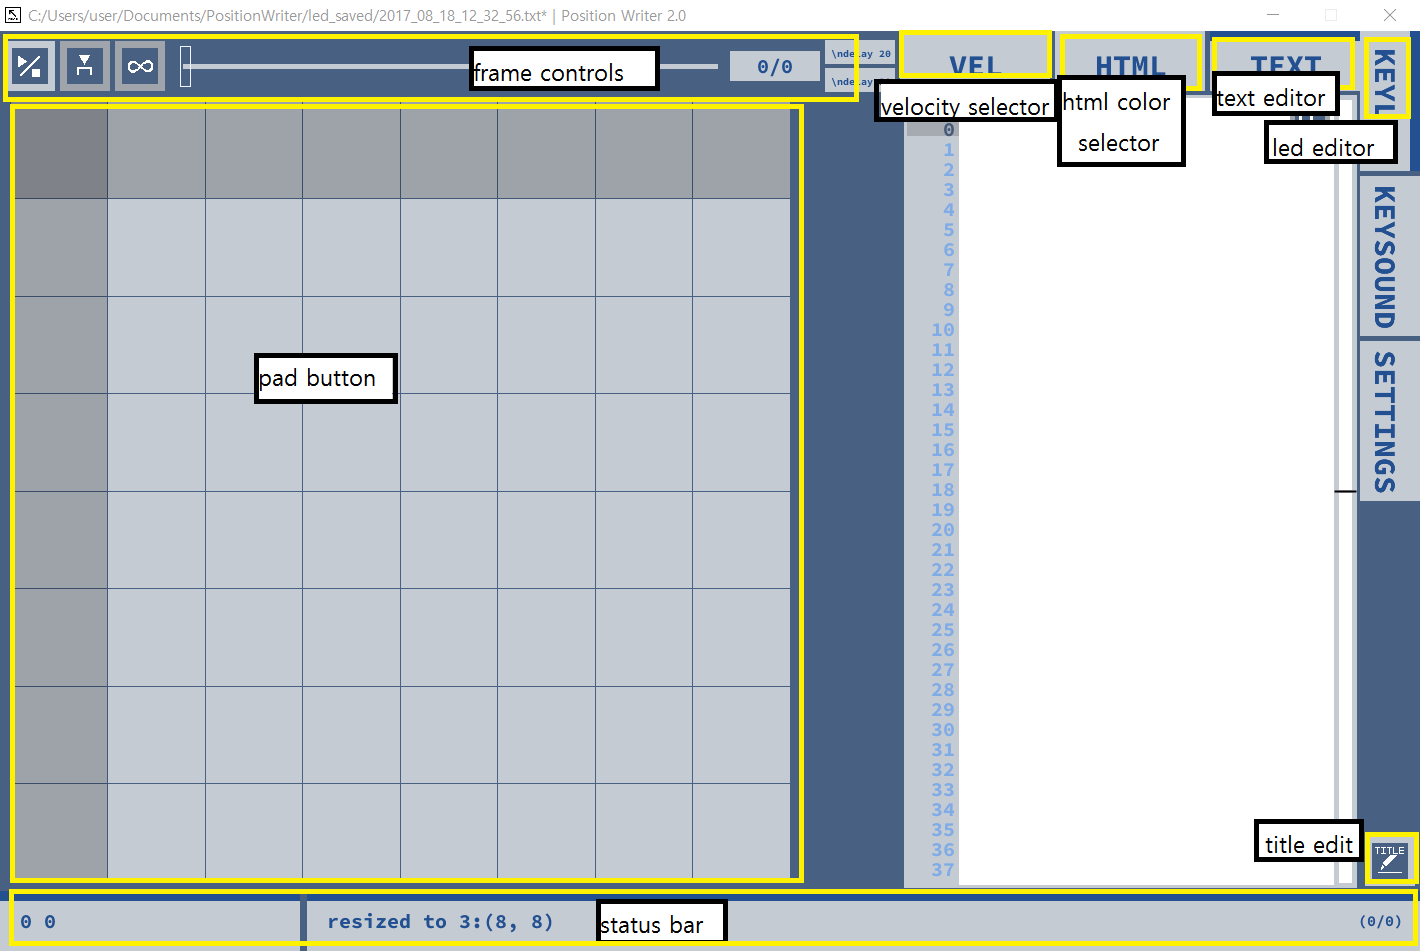 C:/Users/user/Documents/PositionWriter/led_saved/2017_08_18_12_32_56.txt* | Position Writer 2.0
frame controls
0/0
\ndelay 20
\ndelay
VEL
HTML
TEXT
KEYL
velocity selector
html color
selector
text editor
led editor
KEYSOUND
SETTINGS
0
1
2
3
4
5
6
7
8
9
10
11
12
13
14
15
16
17
18
19
20
21
22
23
24
25
26
27
28
29
30
31
32
33
34
35
36
37
pad button
title edit
TITLE
0 0
resized to 3:(8, 8)
status bar
(0/0)